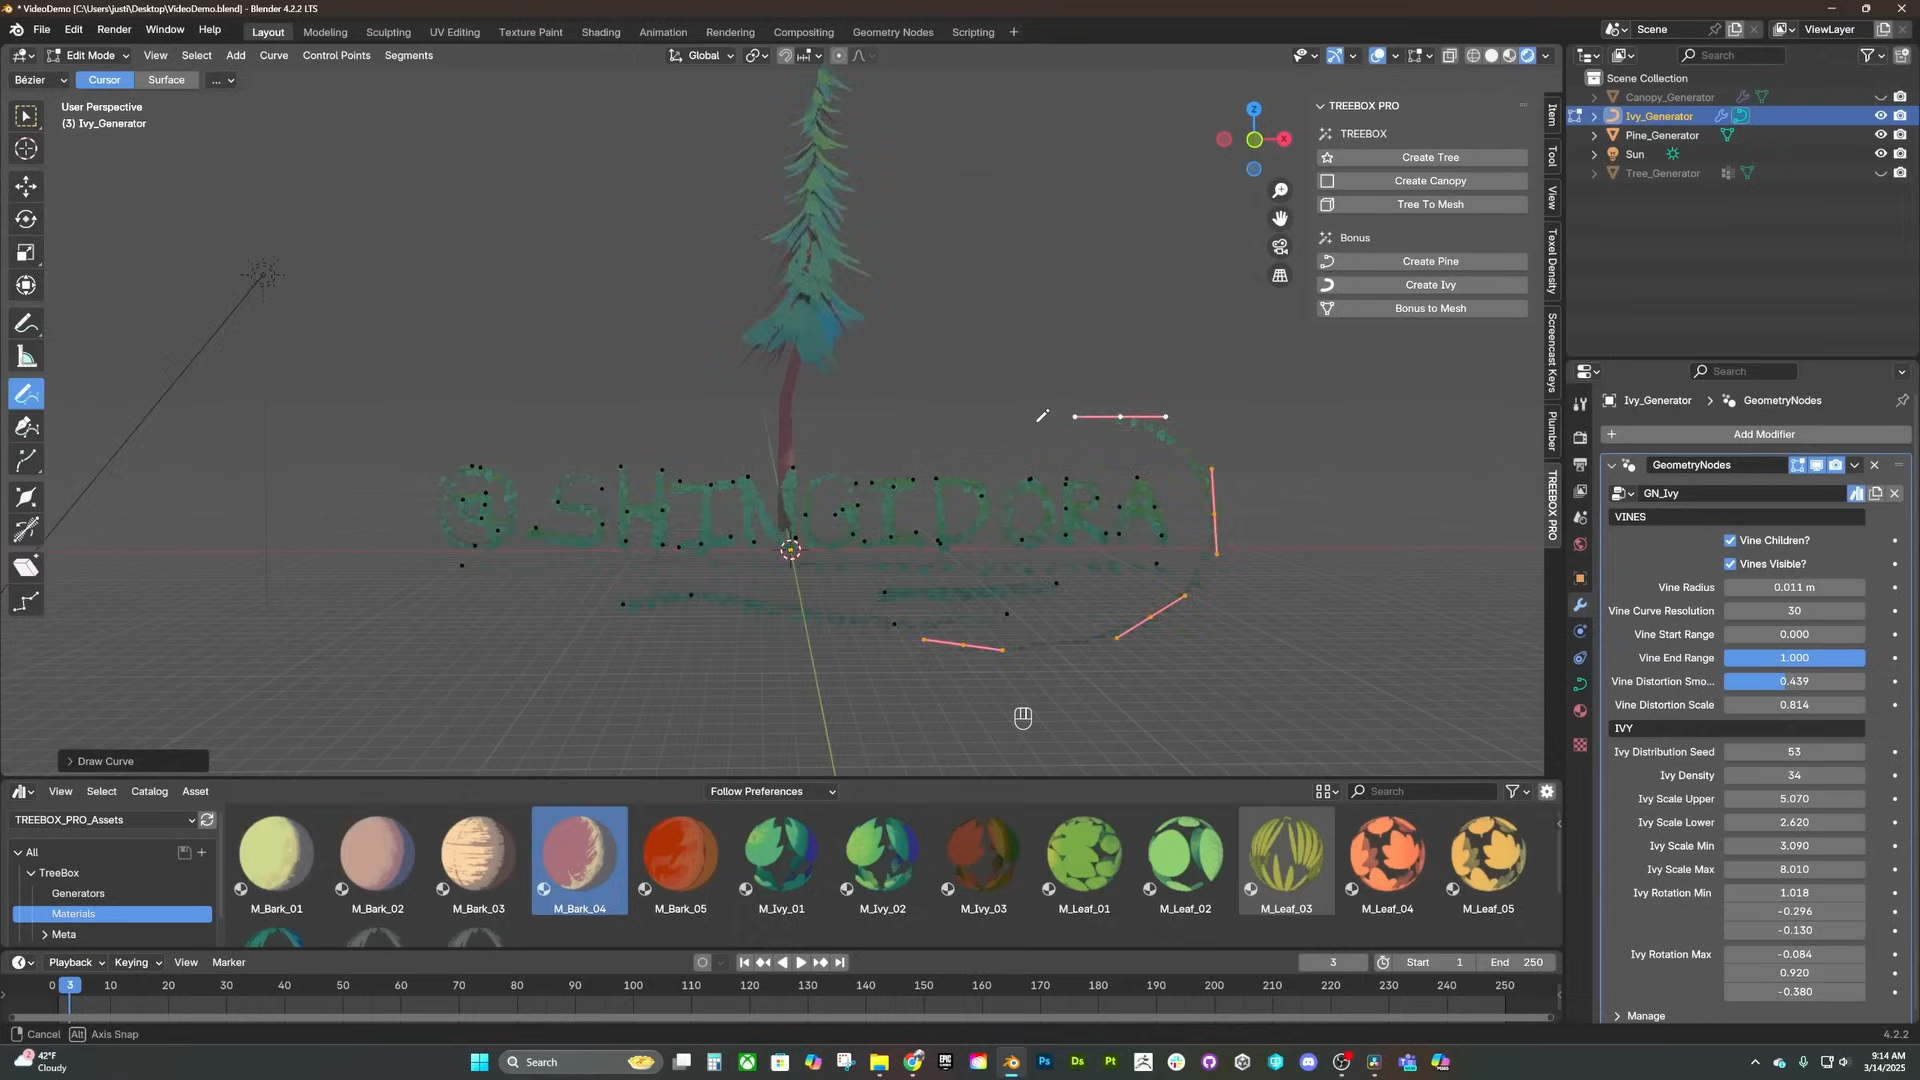 * VideoDemo [C:\Users\justi\Desktop\VideoDemo.blend] - Blender 4.2.2 LTS
File Edit Render Window Help Layout Modeling Sculpting UV Editing Texture Paint Shading Animation Rendering Compositing Geometry Nodes Scripting + Scene ViewLayer
Edit Mode View Select Add Curve Control Points Segments Global Search
Bézier Cursor Surface ...
User Perspective
(3) Ivy_Generator
Z
X
TREEBOX PRO
TREEBOX
Create Tree
Create Canopy
Tree To Mesh
Bonus
Create Pine
Create Ivy
Bonus to Mesh
Item
Tool
View
Texel Density
Screencast Keys
Plumber
TREEBOX PRO
Scene Collection
Canopy_Generator
Ivy_Generator
Pine_Generator
Sun
Tree_Generator
Search
Ivy_Generator > GeometryNodes
+ Add Modifier
GeometryNodes
GN_Ivy
VINES
Vine Children?
Vines Visible?
Vine Radius 0.011 m
Vine Curve Resolution 30
Vine Start Range 0.000
Vine End Range 1.000
Vine Distortion Smo... 0.439
Vine Distortion Scale 0.814
IVY
Ivy Distribution Seed 53
Ivy Density 34
Ivy Scale Upper 5.070
Ivy Scale Lower 2.620
Ivy Scale Min 3.090
Ivy Scale Max 8.010
Ivy Rotation Min 1.018
-0.296
-0.130
Ivy Rotation Max -0.084
0.920
-0.380
Manage
@SHINGIDORA
Draw Curve
View Select Catalog Asset Follow Preferences Search
TREEBOX_PRO_Assets
All
TreeBox
Generators
Materials
Meta
M_Bark_01 M_Bark_02 M_Bark_03 M_Bark_04 M_Bark_05 M_Ivy_01 M_Ivy_02 M_Ivy_03 M_Leaf_01 M_Leaf_02 M_Leaf_03 M_Leaf_04 M_Leaf_05
Playback Keying View Marker 3 Start 1 End 250
0 3 10 20 30 40 50 60 70 80 90 100 110 120 130 140 150 160 170 180 190 200 210 220 230 240 250
Cancel Alt Axis Snap 4.2.2
42°F
Cloudy
Search
Ps Ds Pt
9:14 AM
3/14/2025